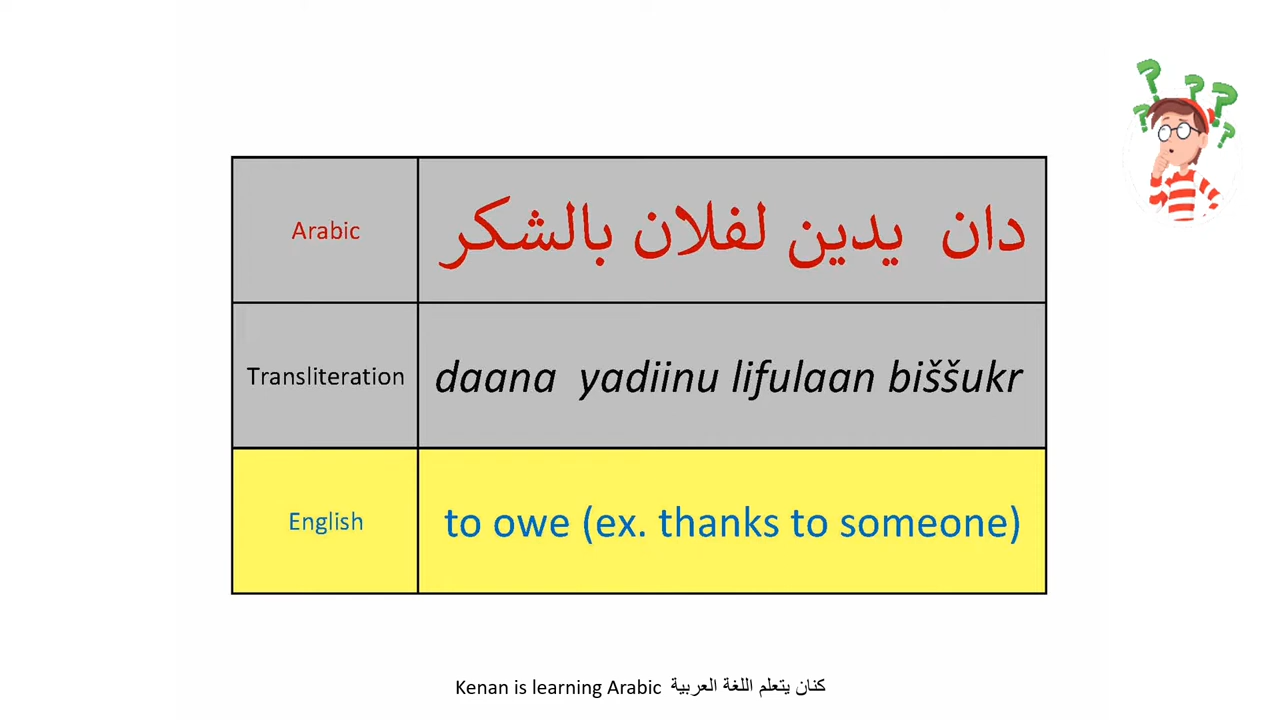 Arabic
دان يدين لفلان بالشكر
Transliteration
daana yadiinu lifulaan biššukr
English
to owe (ex. thanks to someone)
Kenan is learning Arabic كنان يتعلم اللغة العربية